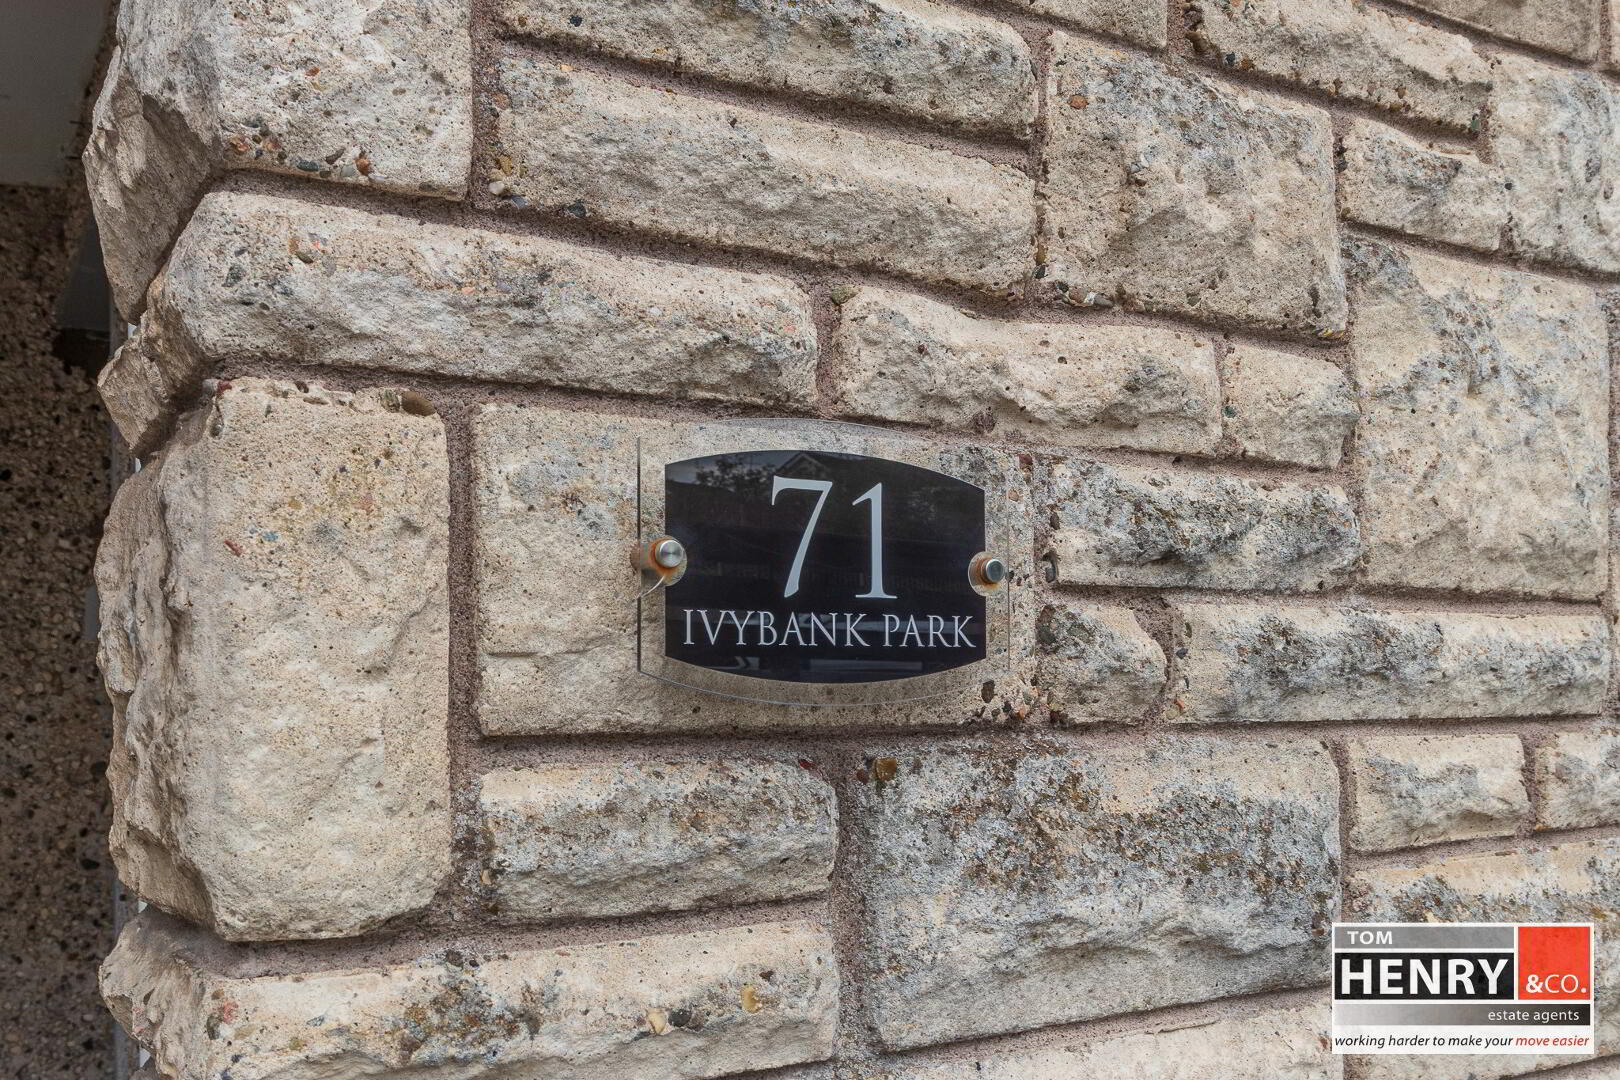 71
IVYBANK PARK
TOM
HENRY &CO.
estate agents
working harder to make your move easier